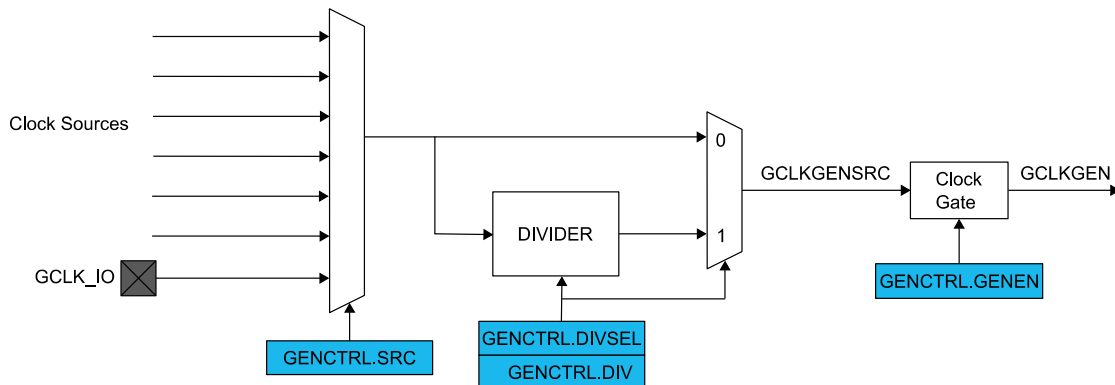 Clock Sources
GCLK_IO
GENCTRL.SRC
DIVIDER
GENCTRL.DIVSEL
GENCTRL.DIV
0
1
GCLKGENSRC
Clock
Gate
GCLKGEN
GENCTRL.GENEN